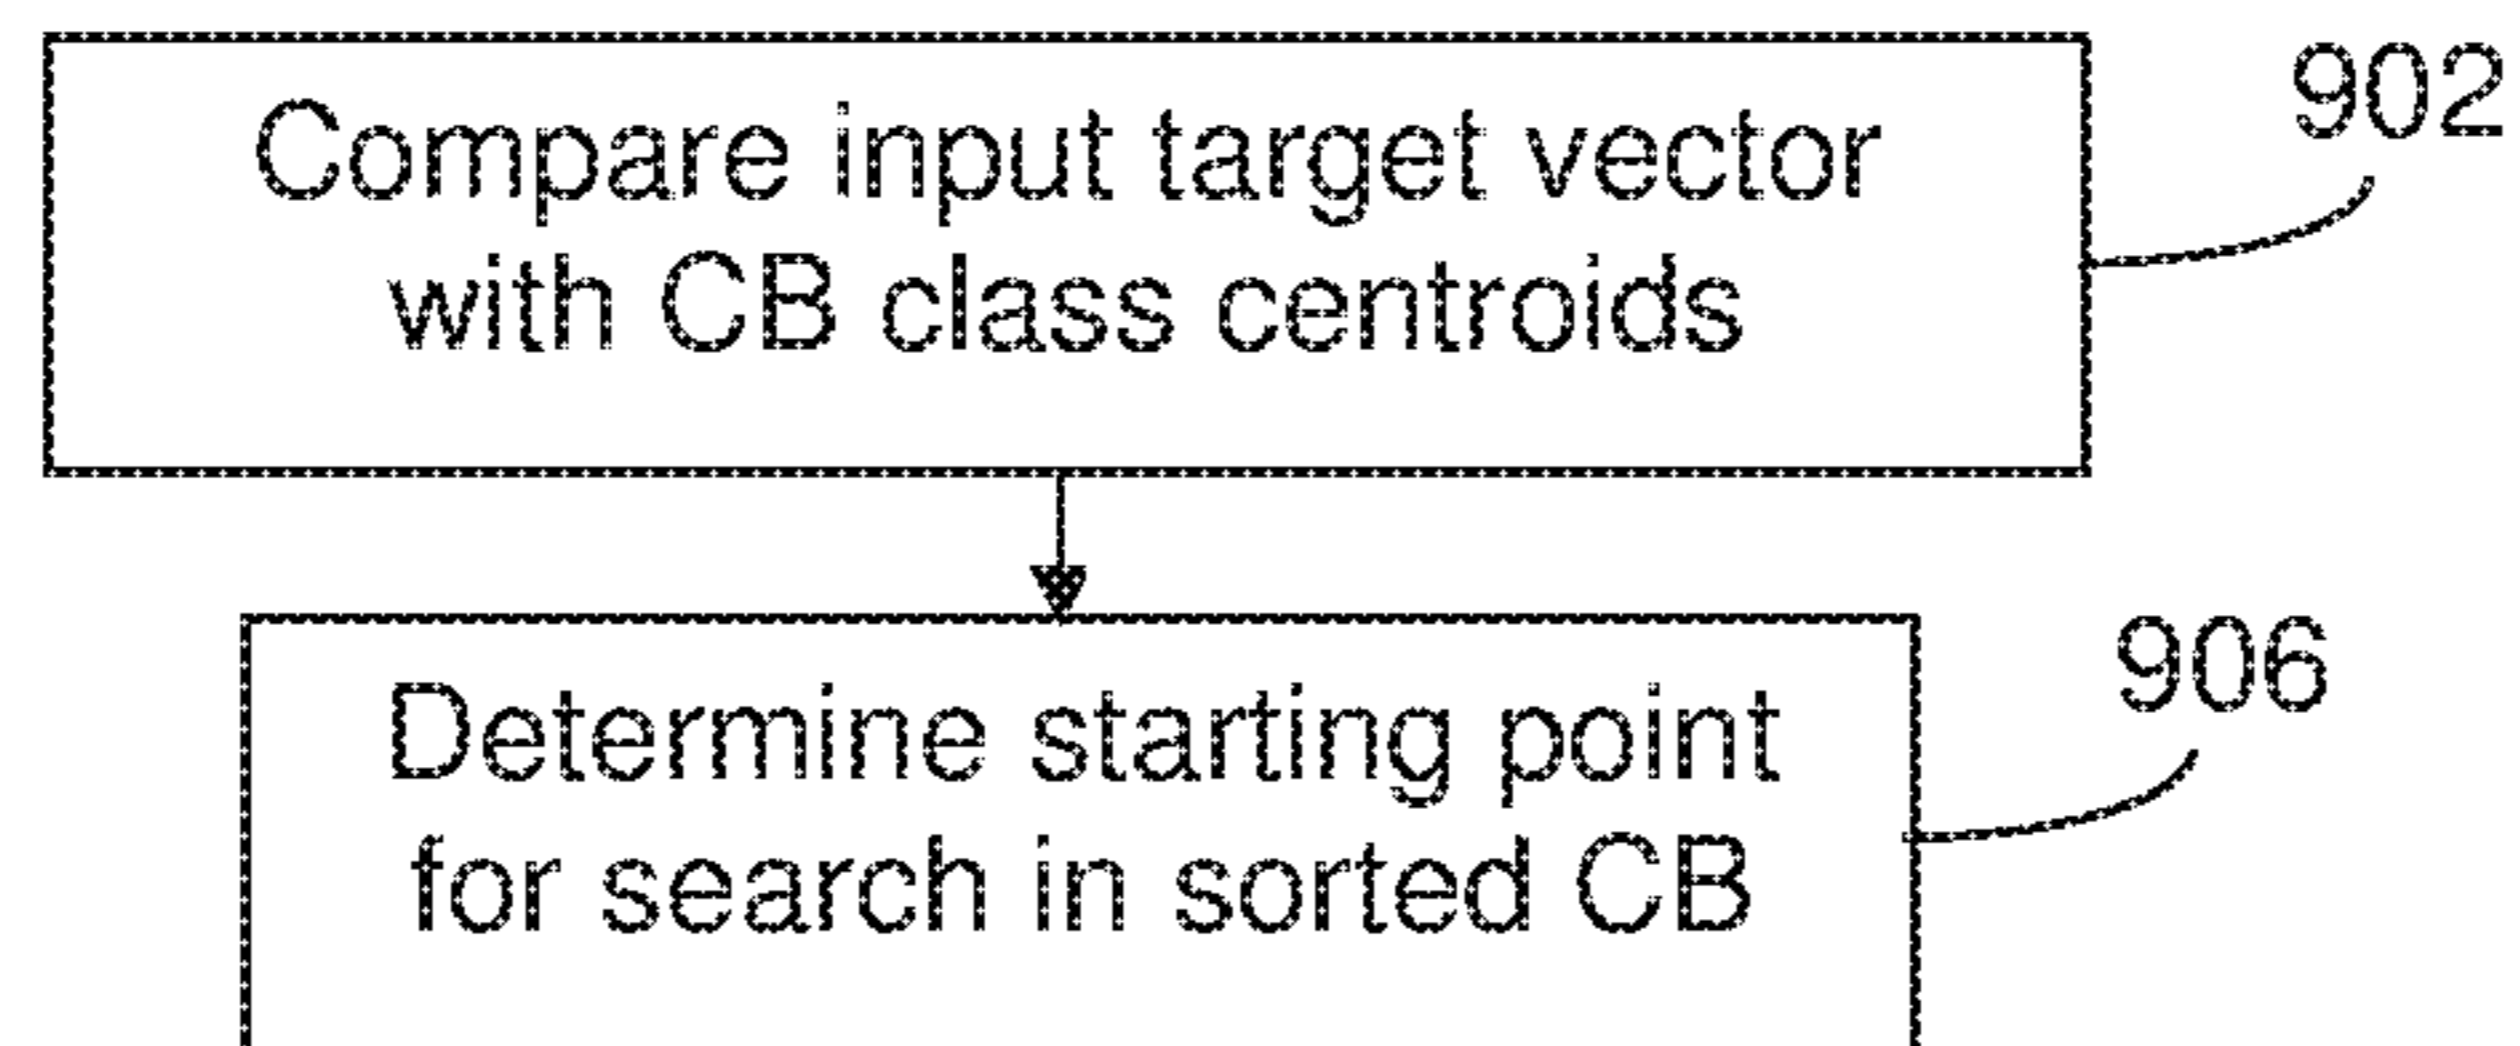 902
Compare input target vector
with CB class centroids
906
Determine starting point
for search in sorted CB